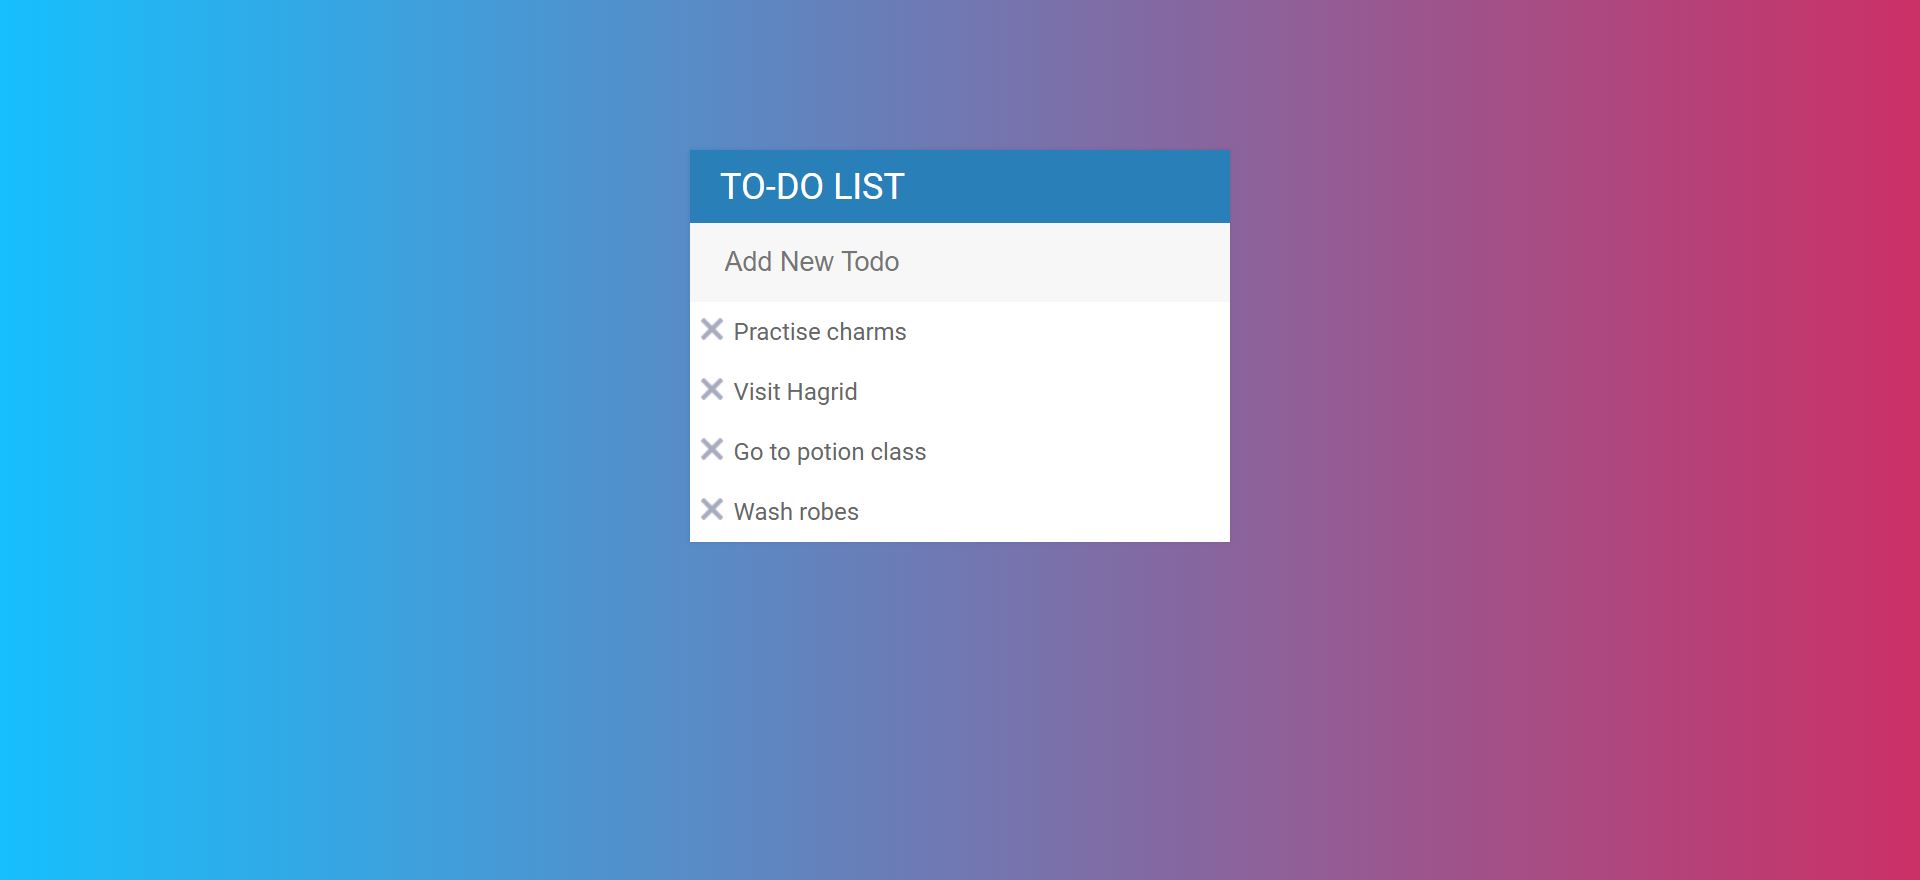 TO-DO LIST
Add New Todo
Practise charms
Visit Hagrid
Go to potion class
Wash robes